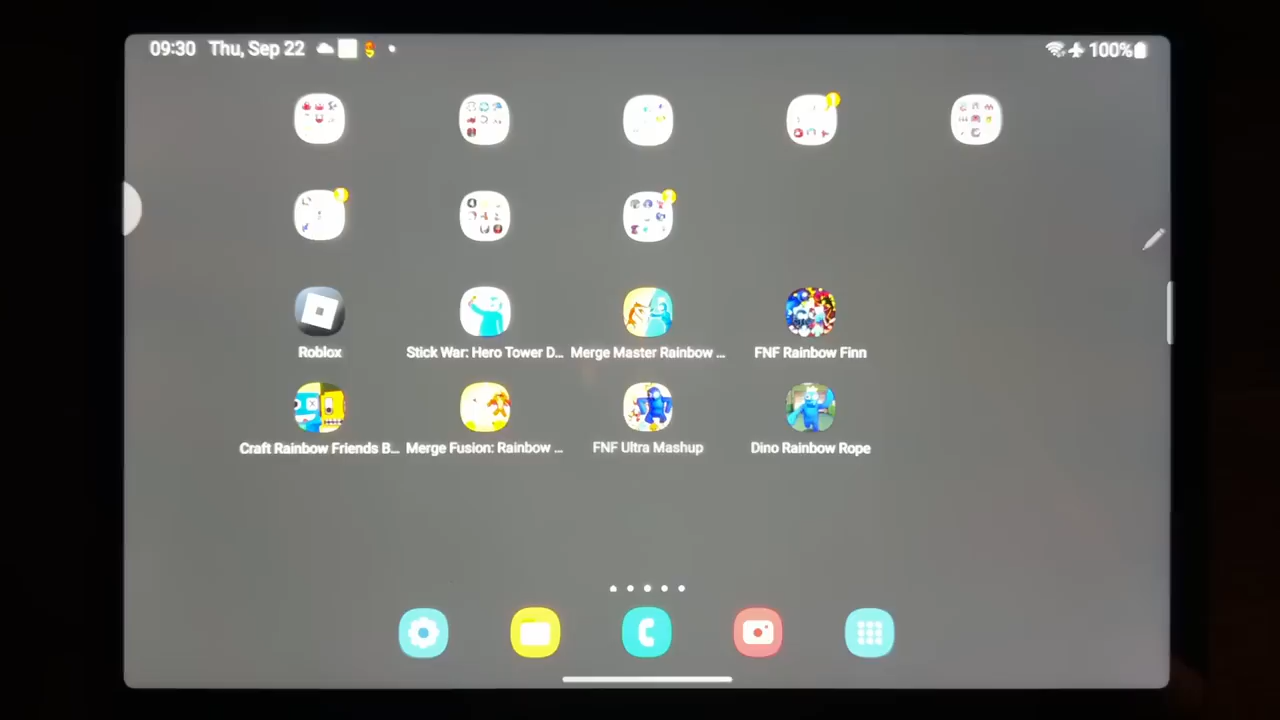 09:30 Thu, Sep 22
100%
Roblox
Stick War: Hero Tower D...
Merge Master Rainbow ...
FNF Rainbow Finn
Craft Rainbow Friends B...
Merge Fusion: Rainbow ...
FNF Ultra Mashup
Dino Rainbow Rope